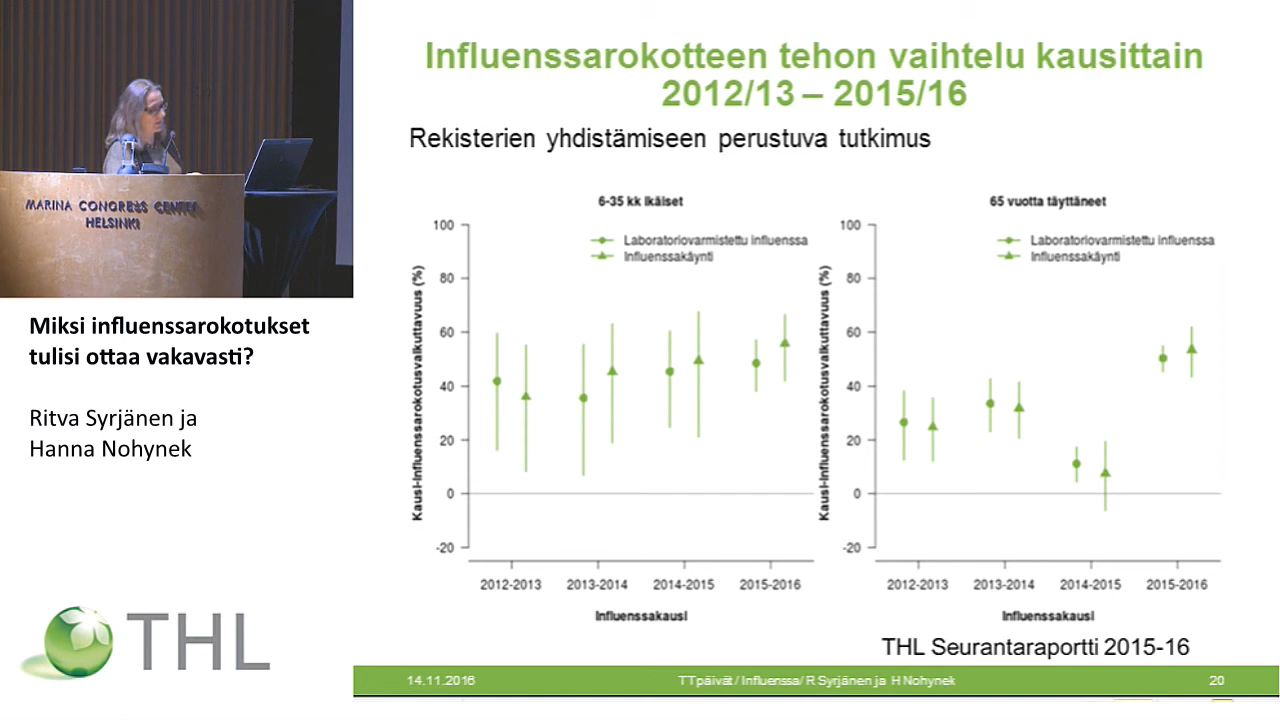 Influenssarokotteen tehon vaihtelu kausittain
2012/13 – 2015/16
Rekisterien yhdistämiseen perustuva tutkimus
MARINA CONGRESS CENTER
HELSINKI
Miksi influenssarokotukset
tulisi ottaa vakavasti?
Ritva Syrjänen ja
Hanna Nohynek
THL
6-35 kk ikäiset
Laboratoriovarmistettu influenssa
Influenssakäynti
Kausi-influenssarokotusvaikuttavuus (%)
100
80
60
40
20
0
-20
2012-2013 2013-2014 2014-2015 2015-2016
Influenssakausi
65 vuotta täyttäneet
Laboratoriovarmistettu influenssa
Influenssakäynti
Kausi-influenssarokotusvaikuttavuus (%)
100
80
60
40
20
0
-20
2012-2013 2013-2014 2014-2015 2015-2016
Influenssakausi
THL Seurantaraportti 2015-16
14.11.2016 TTpäivät / Influenssa/ R Syrjänen ja H Nohynek 20